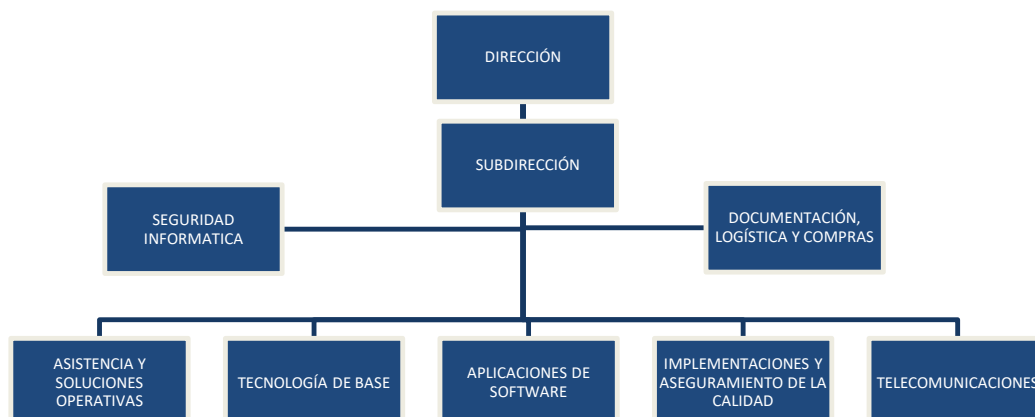 DIRECCIÓN
SUBDIRECCIÓN
SEGURIDAD
INFORMATICA
DOCUMENTACIÓN,
LOGÍSTICA Y COMPRAS
ASISTENCIA Y
SOLUCIONES
OPERATIVAS
TECNOLOGÍA DE BASE
APLICACIONES DE
SOFTWARE
IMPLEMENTACIONES Y
ASEGURAMIENTO DE LA
CALIDAD
TELECOMUNICACIONES